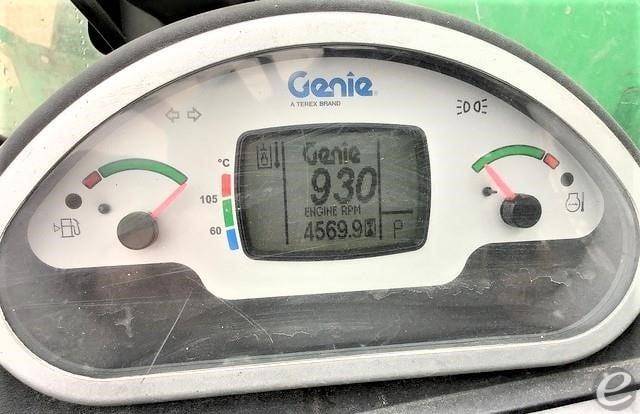 Genie
A TEREX BRAND
°C
105
60
Genie
930
ENGINE RPM
4569.9
P
e